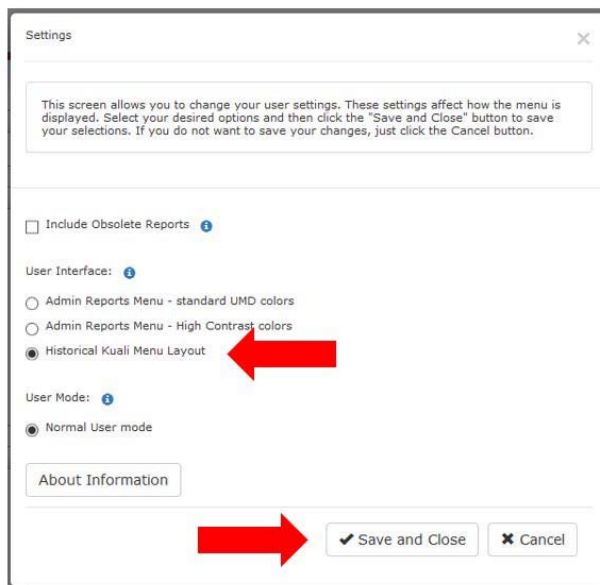 Settings
This screen allows you to change your user settings. These settings affect how the menu is
displayed. Select your desired options and then click the "Save and Close" button to save
your selections. If you do not want to save your changes, just click the Cancel button.
Include Obsolete Reports
User Interface:
Admin Reports Menu - standard UMD colors
Admin Reports Menu - High Contrast colors
Historical Kuali Menu Layout
User Mode:
Normal User mode
About Information
Save and Close
Cancel